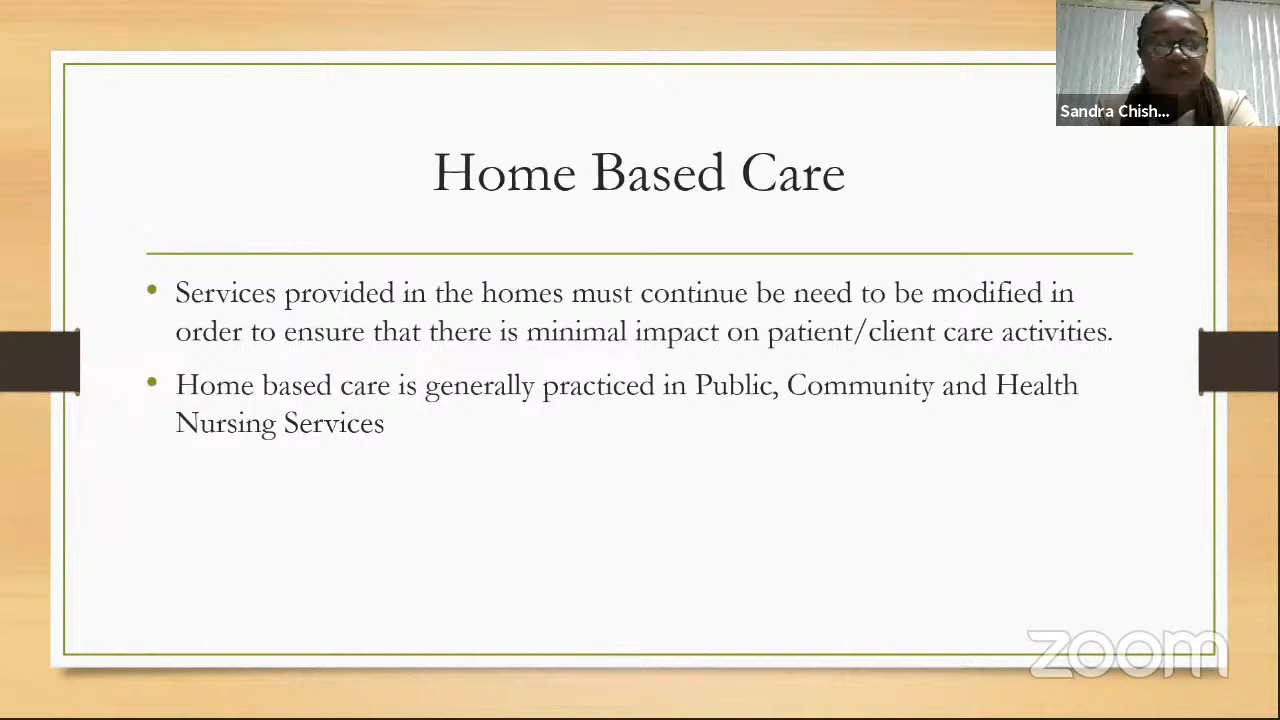 Sandra Chish...
Home Based Care
• Services provided in the homes must continue be need to be modified in
order to ensure that there is minimal impact on patient/client care activities.
• Home based care is generally practiced in Public, Community and Health
Nursing Services
zoom